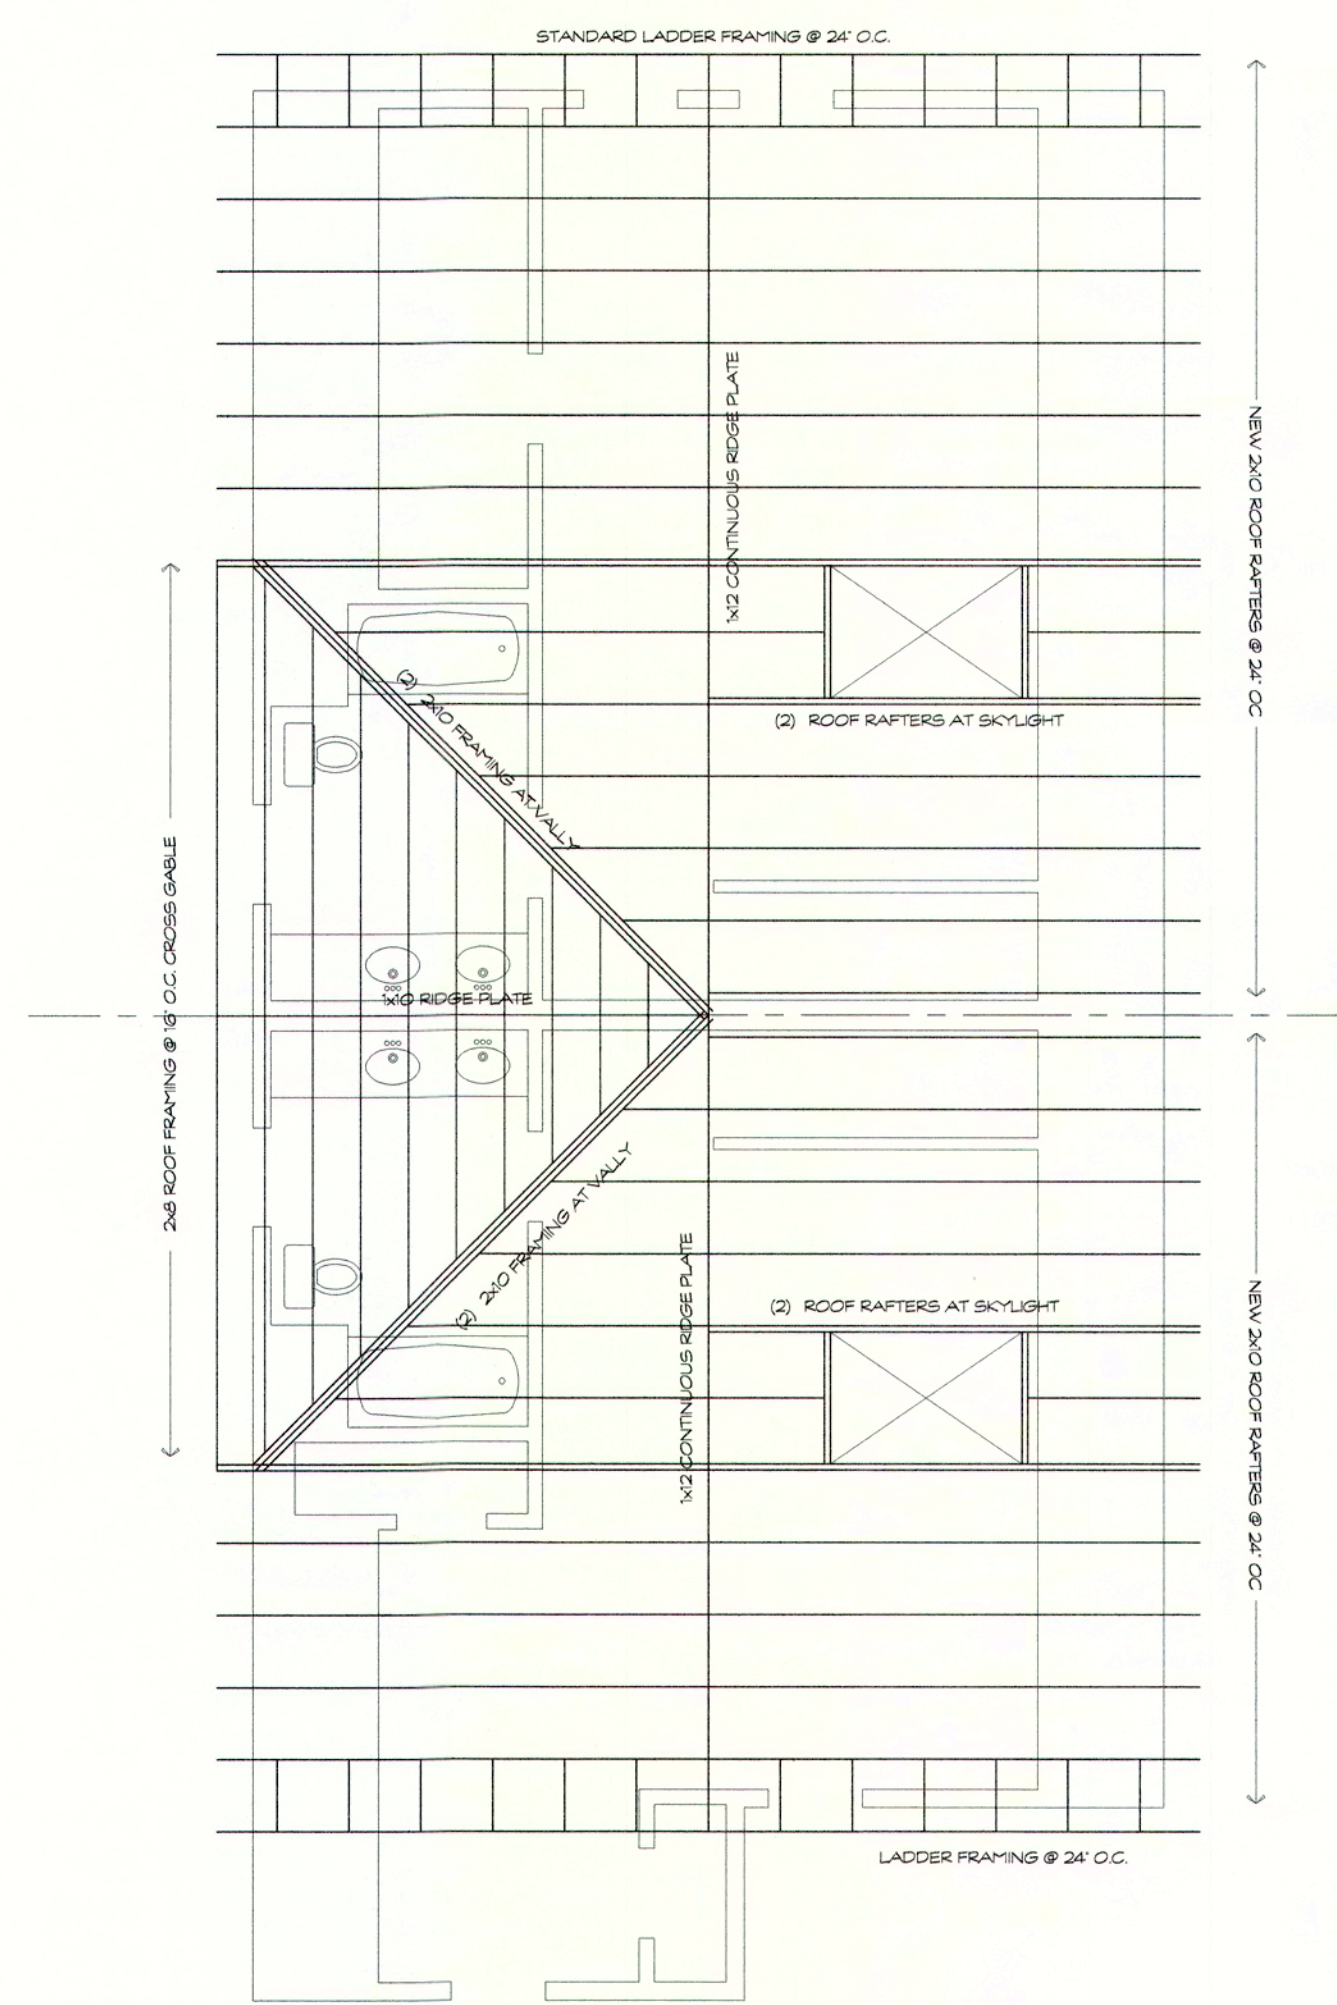 STANDARD LADDER FRAMING @ 24" O.C.
1x12 CONTINUOUS RIDGE PLATE
NEW 2x10 ROOF RAFTERS @ 24" OC
(2) 2x10 FRAMING AT VALLY
(2) ROOF RAFTERS AT SKYLIGHT
2x8 ROOF FRAMING @ 16" O.C. CROSS GABLE
1x10 RIDGE PLATE
(2) 2x10 FRAMING AT VALLY
1x12 CONTINUOUS RIDGE PLATE
(2) ROOF RAFTERS AT SKYLIGHT
NEW 2x10 ROOF RAFTERS @ 24" OC
LADDER FRAMING @ 24" O.C.